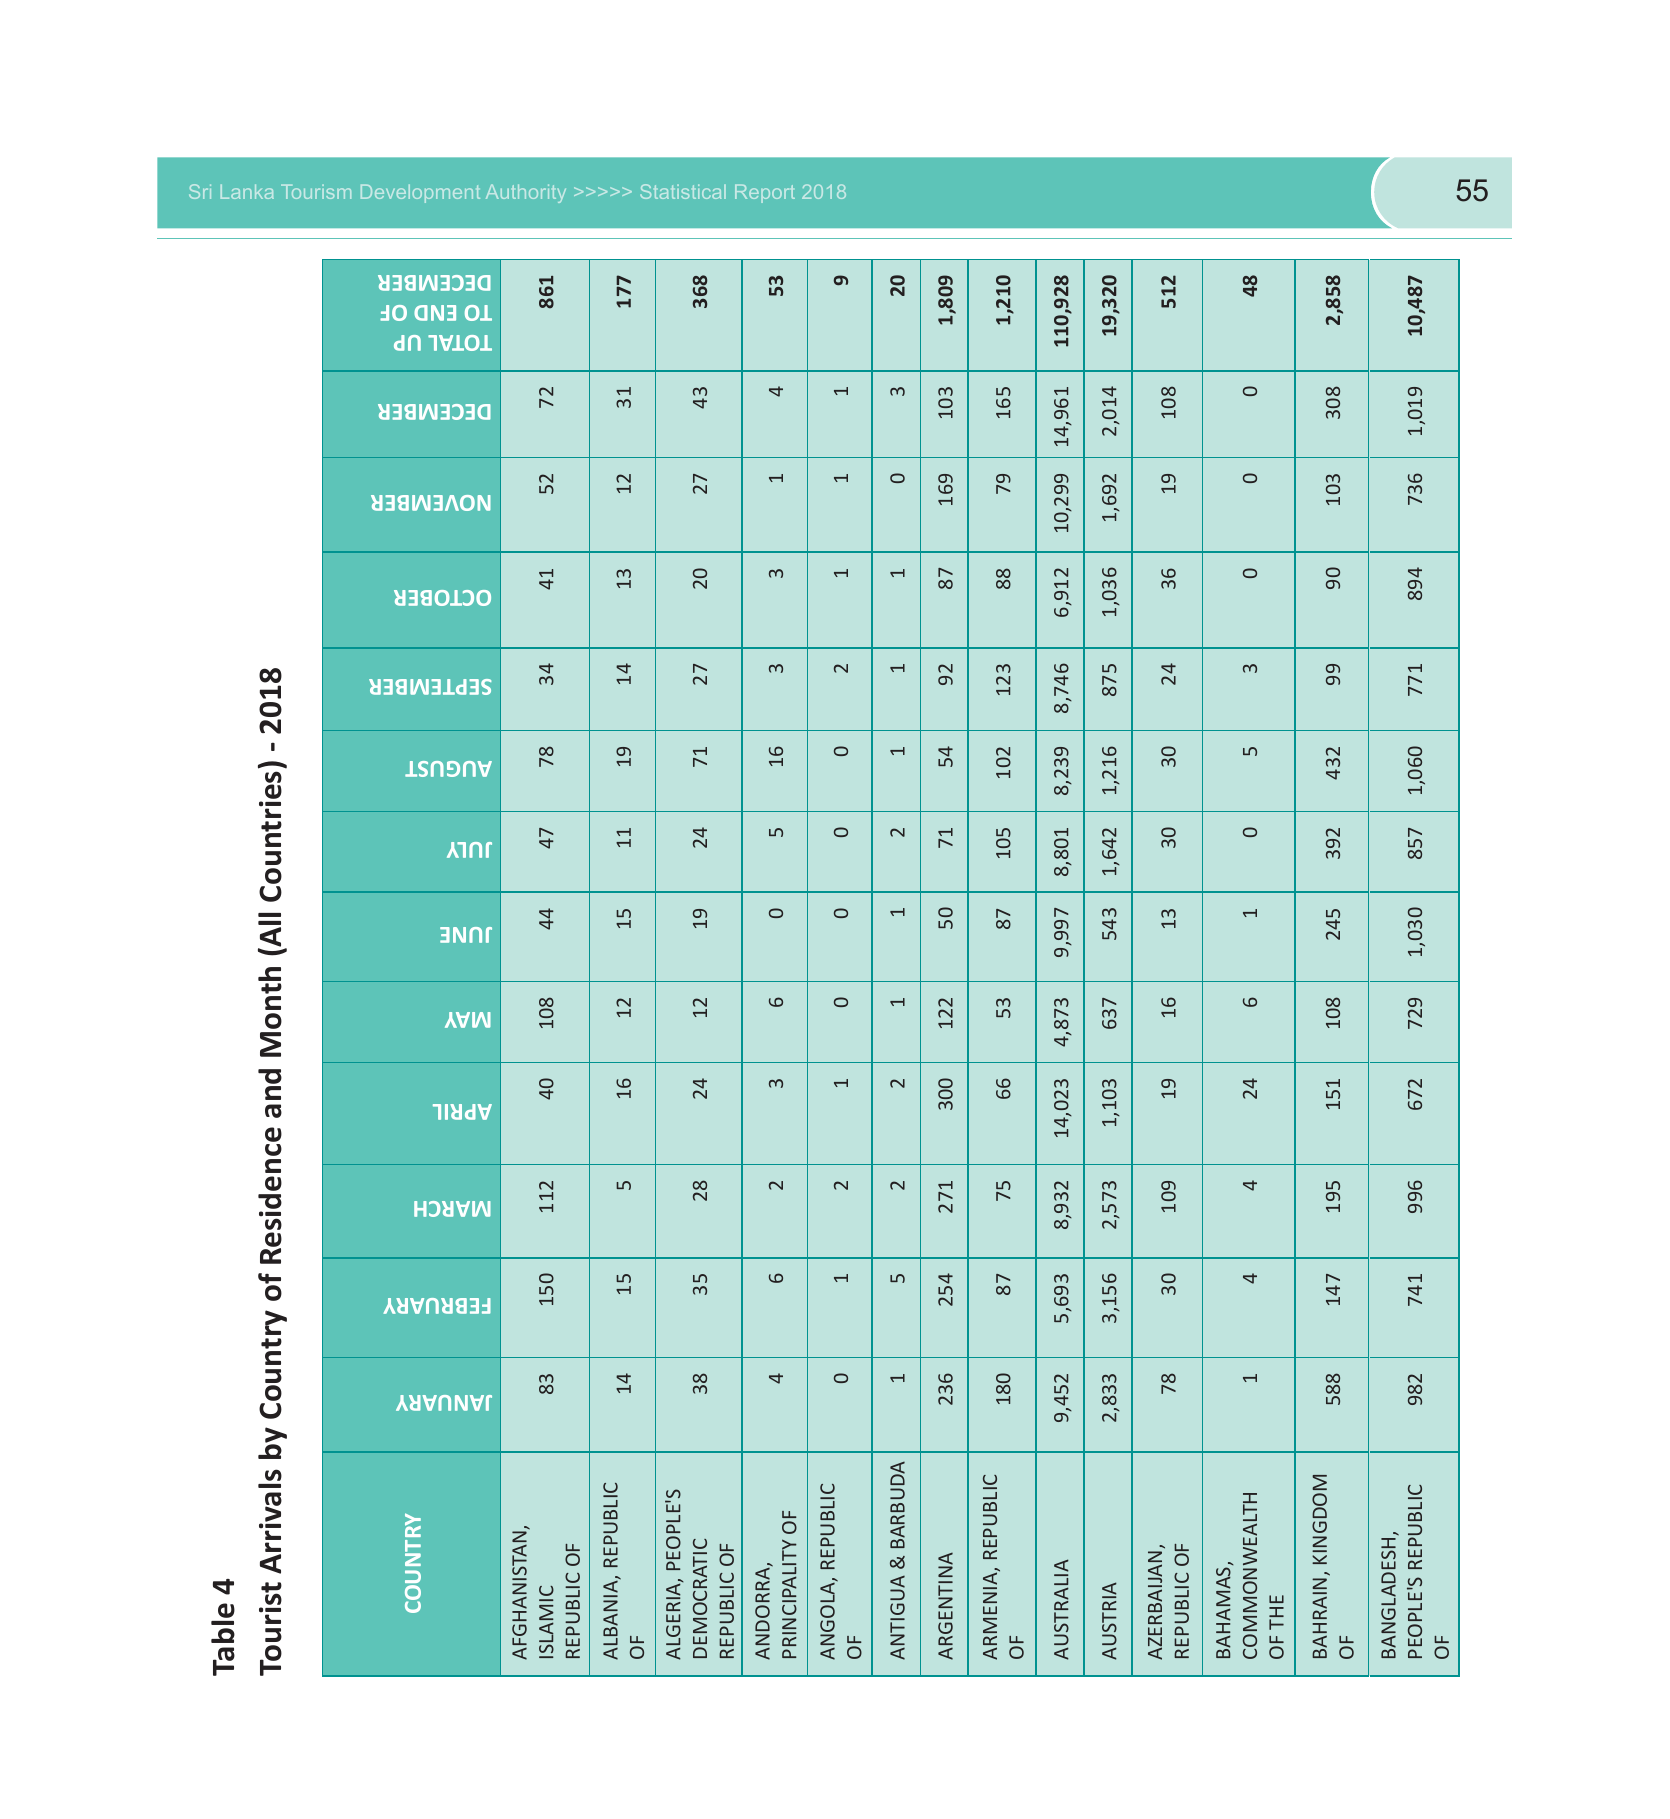 Sri Lanka Tourism Development Authority >>>>> Statistical Report 2018
55
Table 4
Tourist Arrivals by Country of Residence and Month (All Countries) - 2018
COUNTRY JANUARY FEBRUARY MARCH APRIL MAY JUNE JULY AUGUST SEPTEMBER OCTOBER NOVEMBER DECEMBER TOTAL UP
TO END OF
DECEMBER
AFGHANISTAN,
ISLAMIC 83 150 112 40 108 44 47 78 34 41 52 72 861
REPUBLIC OF
ALBANIA, REPUBLIC
OF 14 15 5 16 12 15 11 19 14 13 12 31 177
ALGERIA, PEOPLE'S
DEMOCRATIC 38 35 28 24 12 19 24 71 27 20 27 43 368
REPUBLIC OF
ANDORRA,
PRINCIPALITY OF 4 6 2 3 6 0 5 16 3 3 1 4 53
ANGOLA, REPUBLIC
OF 0 1 2 1 0 0 0 0 2 1 1 1 9
ANTIGUA & BARBUDA 1 5 2 2 1 1 2 1 1 1 0 3 20
ARGENTINA 236 254 271 300 122 50 71 54 92 87 169 103 1,809
ARMENIA, REPUBLIC
OF 180 87 75 66 53 87 105 102 123 88 79 165 1,210
AUSTRALIA 9,452 5,693 8,932 14,023 4,873 9,997 8,801 8,239 8,746 6,912 10,299 14,961 110,928
AUSTRIA 2,833 3,156 2,573 1,103 637 543 1,642 1,216 875 1,036 1,692 2,014 19,320
AZERBAIJAN,
REPUBLIC OF 78 30 109 19 16 13 30 30 24 36 19 108 512
BAHAMAS,
COMMONWEALTH 1 4 4 24 6 1 0 5 3 0 0 0 48
OF THE
BAHRAIN, KINGDOM
OF 588 147 195 151 108 245 392 432 99 90 103 308 2,858
BANGLADESH,
PEOPLE'S REPUBLIC 982 741 996 672 729 1,030 857 1,060 771 894 736 1,019 10,487
OF